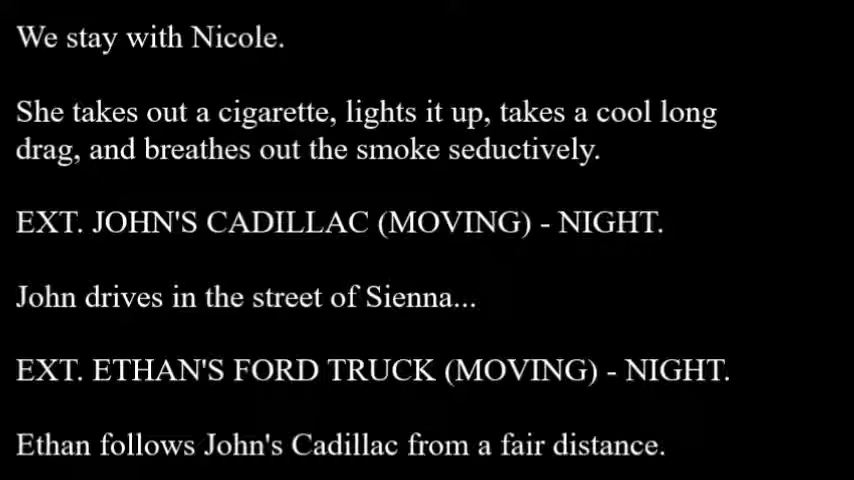 We stay with Nicole.
She takes out a cigarette, lights it up, takes a cool long
drag, and breathes out the smoke seductively.
EXT. JOHN'S CADILLAC (MOVING) - NIGHT.
John drives in the street of Sienna...
EXT. ETHAN'S FORD TRUCK (MOVING) - NIGHT.
Ethan follows John's Cadillac from a fair distance.